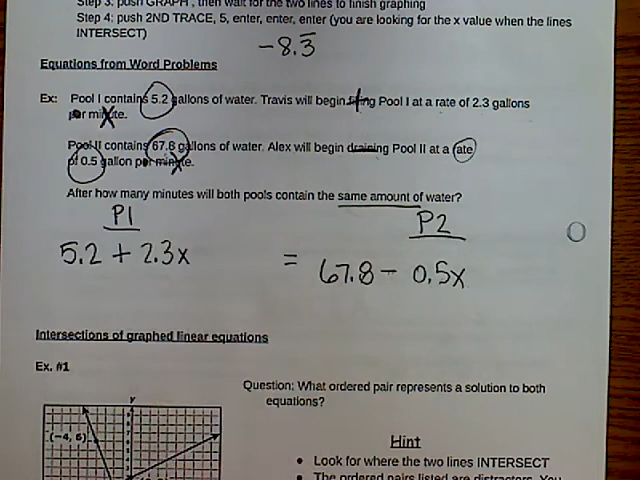 Step 3: push GRAPH , then wait for the two lines to finish graphing
Step 4: push 2ND TRACE, 5, enter, enter, enter (you are looking for the x value when the lines
INTERSECT)
-8.3̅
Equations from Word Problems
Ex: Pool I contains 5.2 gallons of water. Travis will begin filling Pool I at a rate of 2.3 gallons
per minute.
Pool II contains 67.8 gallons of water. Alex will begin draining Pool II at a rate
of 0.5 gallon per minute.
After how many minutes will both pools contain the same amount of water?
P1
P2
5.2 + 2.3x = 67.8 - 0.5x
Intersections of graphed linear equations
Ex. #1
Question: What ordered pair represents a solution to both
equations?
y
(-4, 6)
Hint
• Look for where the two lines INTERSECT
• The ordered pairs listed are distractors. You